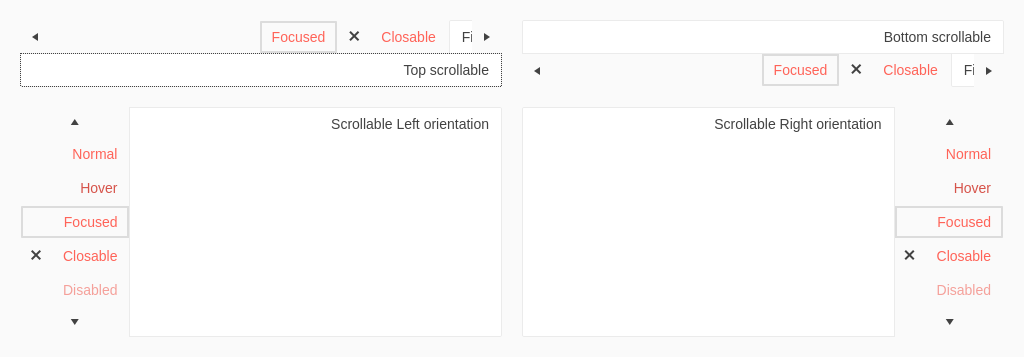 Focused ✕ Closable Fi
Top scrollable
Bottom scrollable
Focused ✕ Closable Fi
Normal
Hover
Focused
✕ Closable
Disabled
Scrollable Left orientation
Scrollable Right orientation
Normal
Hover
Focused
✕ Closable
Disabled